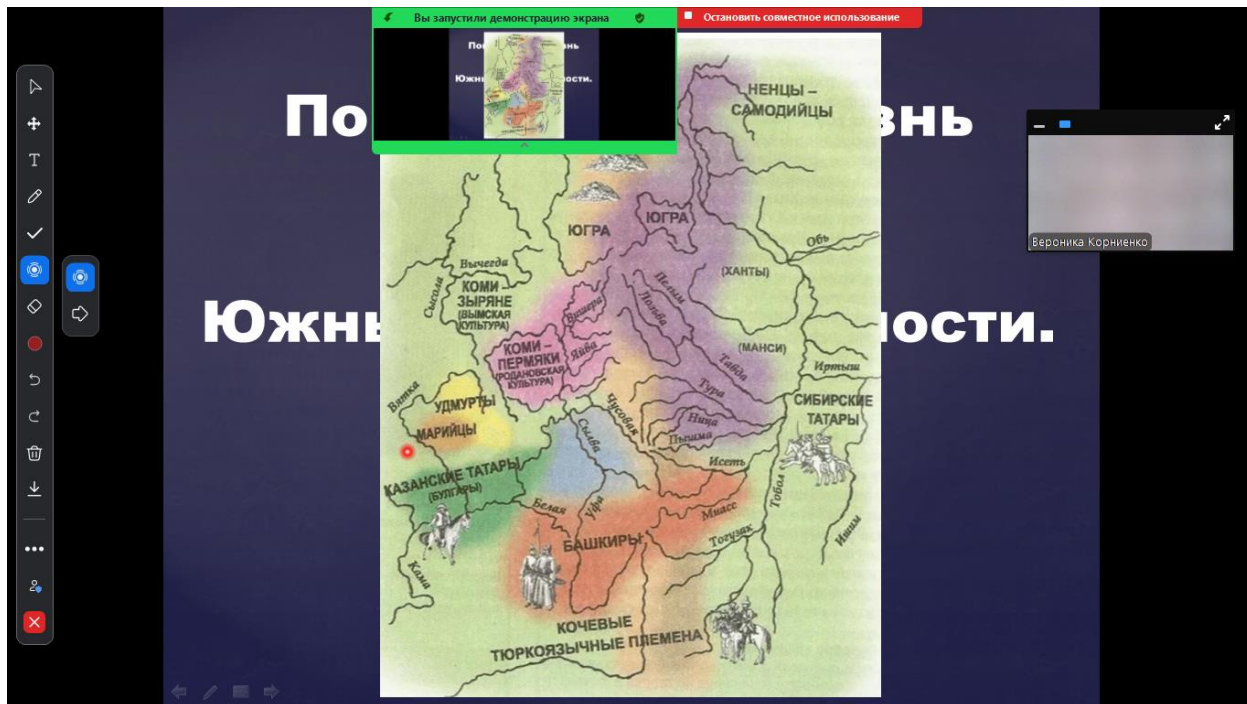 Вы запустили демонстрацию экрана
Остановить совместное использование
По
знь
Южны
ости.
Вероника Корниенко
НЕНЦЫ –
САМОДИЙЦЫ
ЮГРА
ЮГРА
Обь
Вычегда
(ХАНТЫ)
Сысола
КОМИ –
ЗЫРЯНЕ
(ВЫМСКАЯ
КУЛЬТУРА)
Пелым
Лозьва
Вишера
КОМИ –
ПЕРМЯКИ
(РОДАНОВСКАЯ
КУЛЬТУРА)
Яйва
(МАНСИ)
Тавда
Иртыш
Тура
Вятка
УДМУРТЫ
Чусовая
СИБИРСКИЕ
ТАТАРЫ
МАРИЙЦЫ
Сылва
Ница
Пышма
Исеть
КАЗАНСКИЕ ТАТАРЫ
(БУЛГАРЫ)
Тобол
Белая
Уфа
Миасс
Ишим
БАШКИРЫ
Тогузак
Кама
КОЧЕВЫЕ
ТЮРКОЯЗЫЧНЫЕ ПЛЕМЕНА